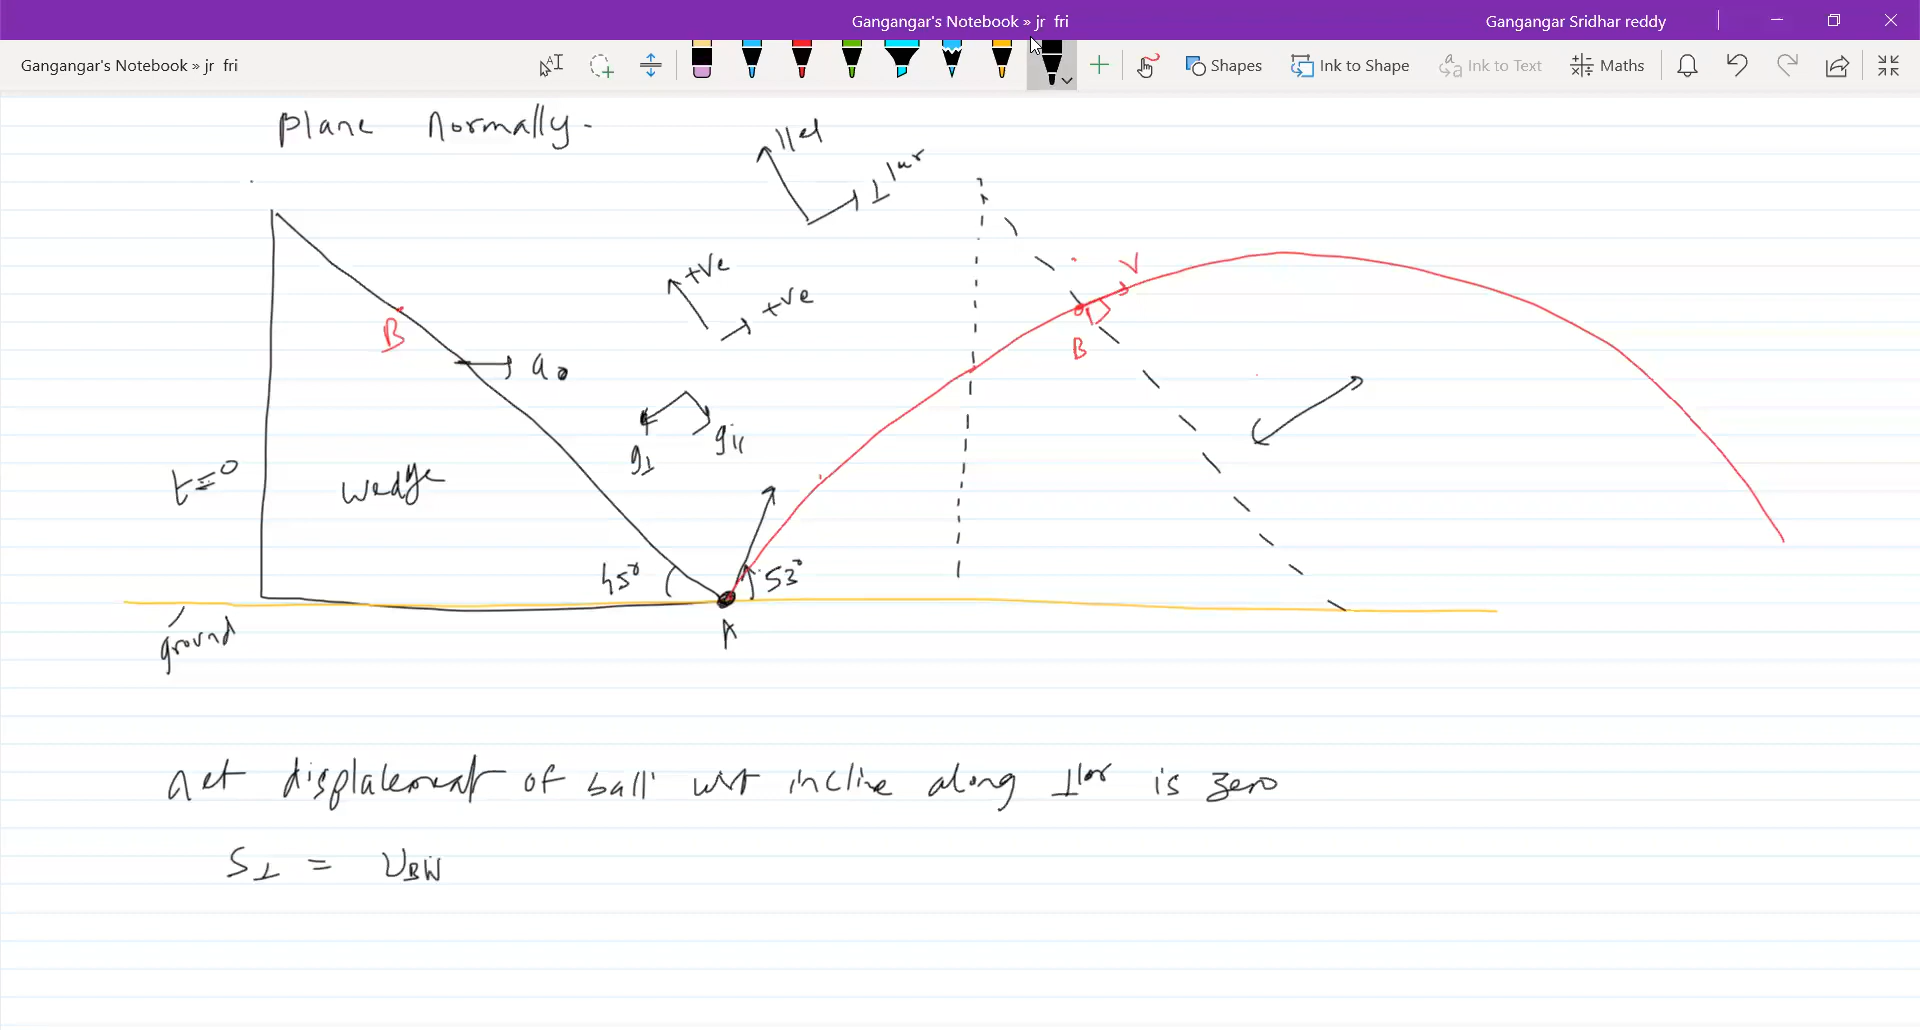 Gangangar's Notebook » jr fri
Gangangar Sridhar reddy
Gangangar's Notebook » jr fri
Shapes
Ink to Shape
Ink to Text
Maths
plane normally.
||el
⊥lar
+ve
+ve
V
B
B
a₀
g⊥
g||
t=0
wedge
45°
53°
A
ground
net displacement of ball wrt incline along ⊥lar is zero
S⊥ = UBW